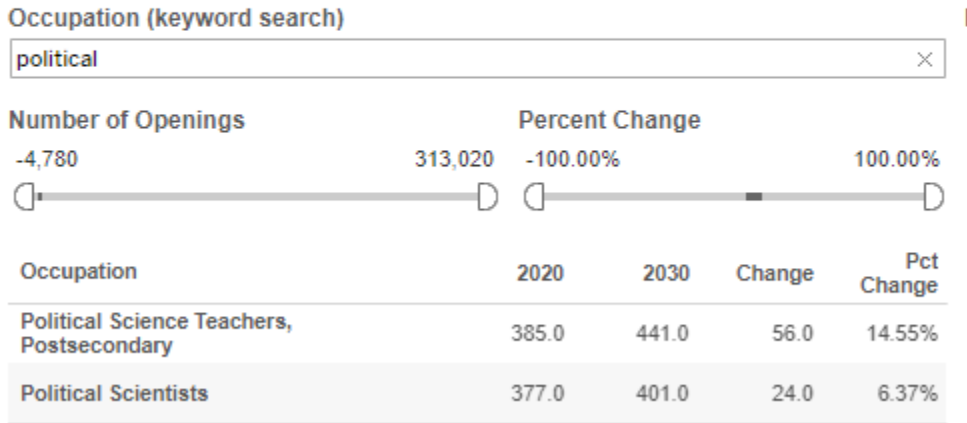 Occupation (keyword search)
political
Number of Openings Percent Change
-4,780 313,020 -100.00% 100.00%
Occupation 2020 2030 Change Pct Change
Political Science Teachers, Postsecondary 385.0 441.0 56.0 14.55%
Political Scientists 377.0 401.0 24.0 6.37%